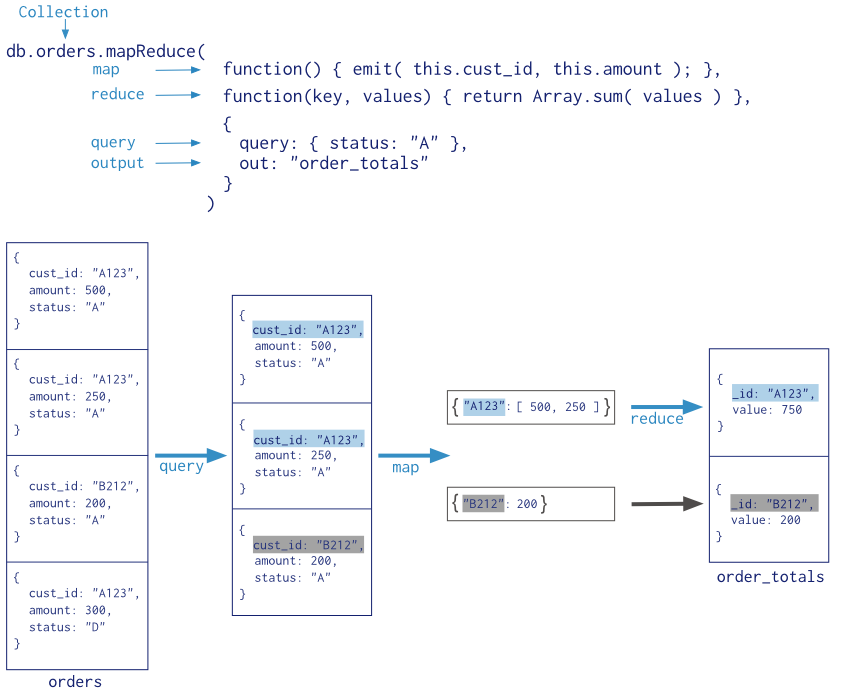 Collection
db.orders.mapReduce(
map function() { emit( this.cust_id, this.amount ); },
reduce function(key, values) { return Array.sum( values ) },
{
query query: { status: "A" },
output out: "order_totals"
}
)
{
cust_id: "A123",
amount: 500,
status: "A"
}
{
cust_id: "A123",
amount: 250,
status: "A"
}
{
cust_id: "B212",
amount: 200,
status: "A"
}
{
cust_id: "A123",
amount: 300,
status: "D"
}
orders
query
{
cust_id: "A123",
amount: 500,
status: "A"
}
{
cust_id: "A123",
amount: 250,
status: "A"
}
{
cust_id: "B212",
amount: 200,
status: "A"
}
map
{"A123": [ 500, 250 ]}
{"B212": 200}
reduce
{
_id: "A123",
value: 750
}
{
_id: "B212",
value: 200
}
order_totals